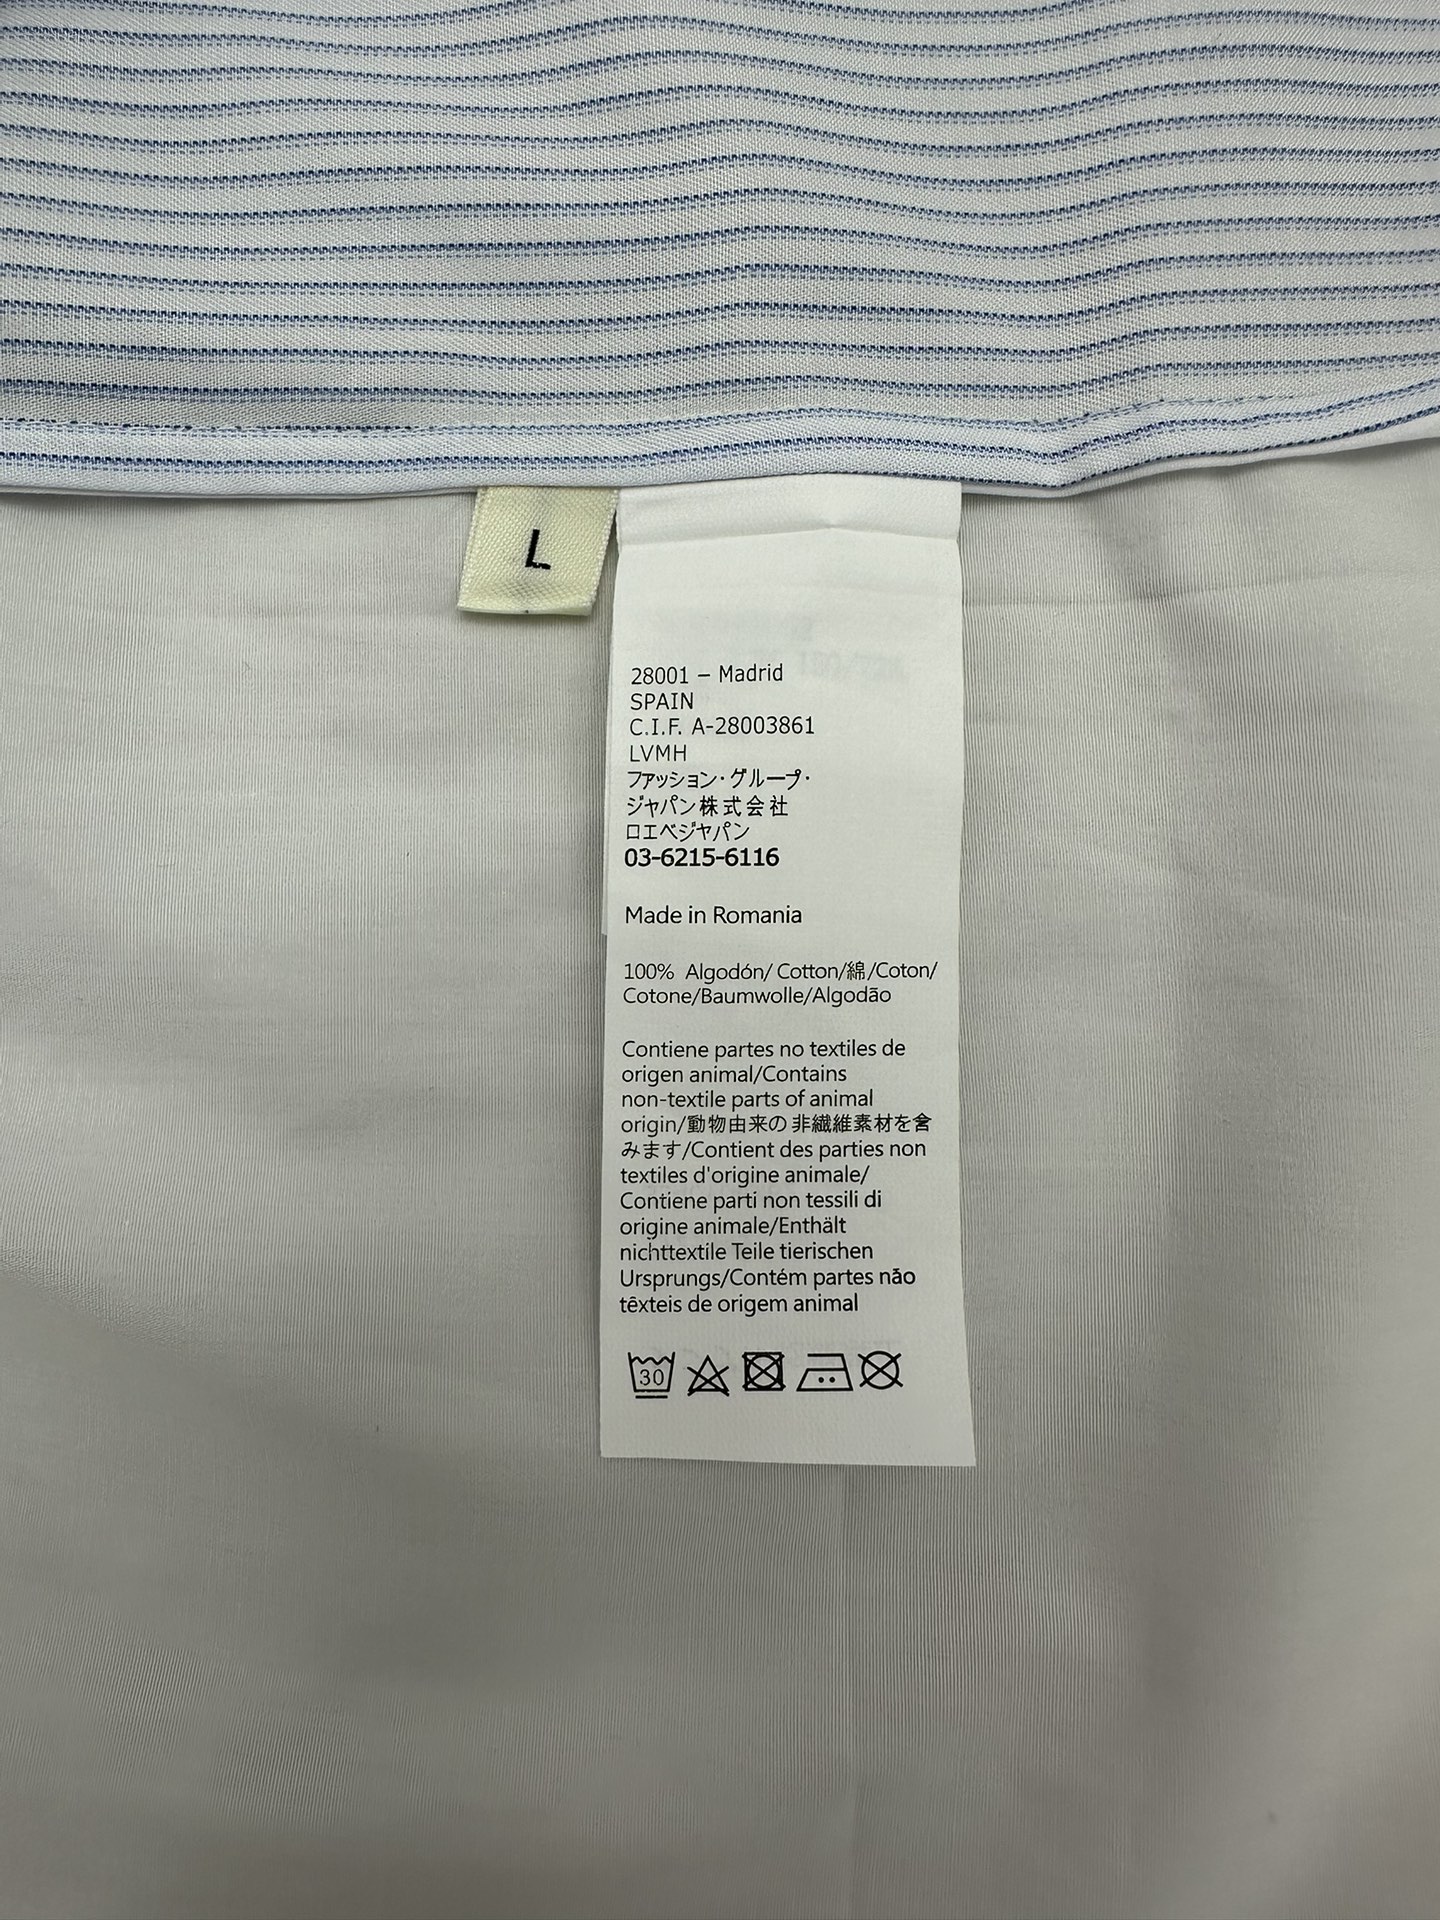 L
28001 – Madrid
SPAIN
C.I.F. A-28003861
LVMH
ファッション・グループ・
ジャパン株式会社
ロエベジャパン
03-6215-6116
Made in Romania
100% Algodón/ Cotton/綿/Coton/
Cotone/Baumwolle/Algodão
Contiene partes no textiles de
origen animal/Contains
non-textile parts of animal
origin/動物由来の非繊維素材を含
みます/Contient des parties non
textiles d'origine animale/
Contiene parti non tessili di
origine animale/Enthält
nichttextile Teile tierischen
Ursprungs/Contém partes não
têxteis de origem animal
30